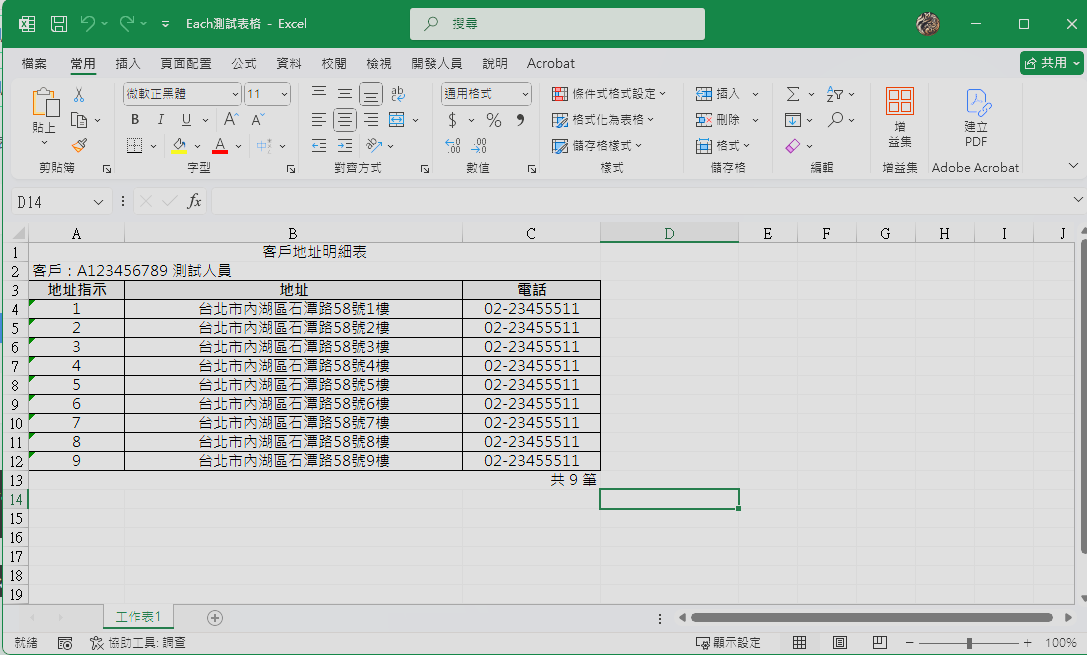 Each測試表格 - Excel
搜尋
檔案 常用 插入 頁面配置 公式 資料 校閱 檢視 開發人員 說明 Acrobat 共用
微軟正黑體 11 ab 通用格式 條件式格式設定 插入
貼上 B I U A A $ % 格式化為表格 刪除 增益集 建立 PDF
A 中 .00 .00 儲存格樣式 格式
剪貼簿 字型 對齊方式 數值 樣式 儲存格 編輯 增益集 Adobe Acrobat
D14 fx
A B C D E F G H I J
1 客戶地址明細表
2 客戶：A123456789 測試人員
3 地址指示 地址 電話
4 1 台北市內湖區石潭路58號1樓 02-23455511
5 2 台北市內湖區石潭路58號2樓 02-23455511
6 3 台北市內湖區石潭路58號3樓 02-23455511
7 4 台北市內湖區石潭路58號4樓 02-23455511
8 5 台北市內湖區石潭路58號5樓 02-23455511
9 6 台北市內湖區石潭路58號6樓 02-23455511
10 7 台北市內湖區石潭路58號7樓 02-23455511
11 8 台北市內湖區石潭路58號8樓 02-23455511
12 9 台北市內湖區石潭路58號9樓 02-23455511
13 共 9 筆
14
15
16
17
18
19
工作表1
就緒 協助工具: 調查 顯示設定 100%